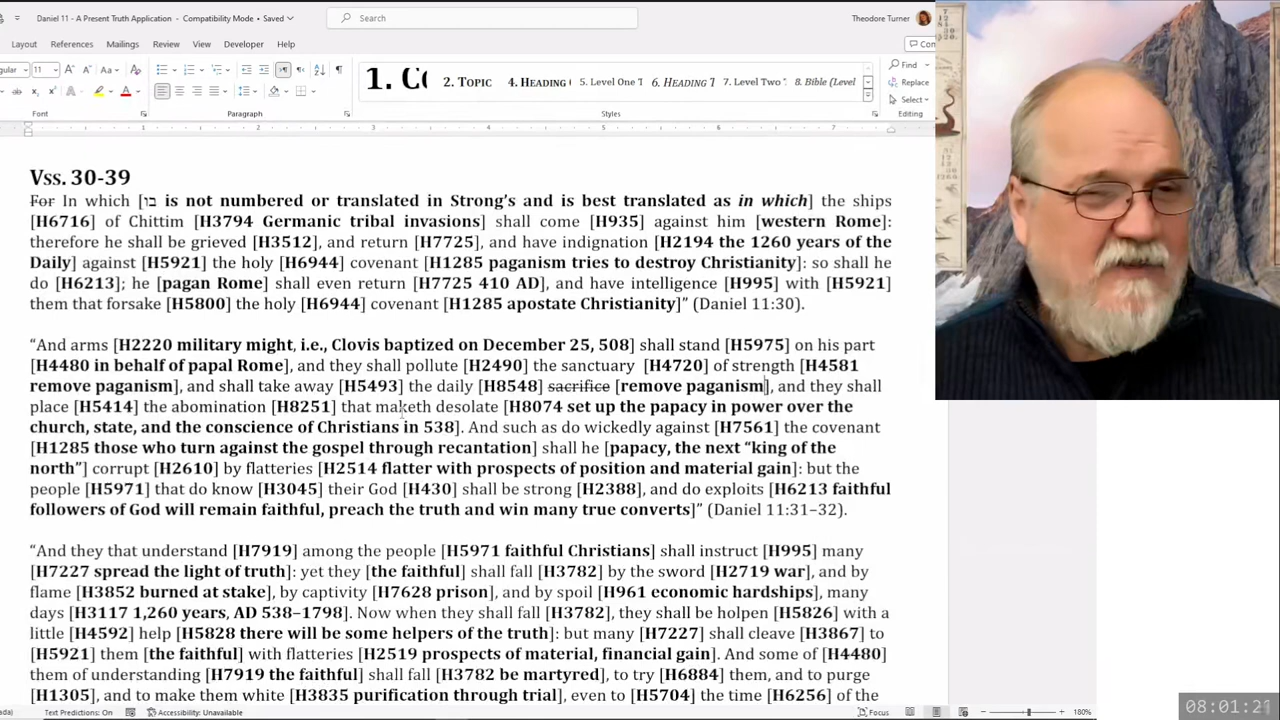 Daniel 11 - A Present Truth Application - Compatibility Mode • Saved
Search
Theodore Turner
Layout References Mailings Review View Developer Help
11
Aa
1. Co 2. Topic 4. Heading 5. Level One 6. Heading 7. Level Two 8. Bible (Level
Find
Replace
Select
Font Paragraph Styles Editing
1 2 3 4 5 6 7
Vss. 30-39
For In which [בו is not numbered or translated in Strong’s and is best translated as in which] the ships
[H6716] of Chittim [H3794 Germanic tribal invasions] shall come [H935] against him [western Rome]:
therefore he shall be grieved [H3512], and return [H7725], and have indignation [H2194 the 1260 years of the
Daily] against [H5921] the holy [H6944] covenant [H1285 paganism tries to destroy Christianity]: so shall he
do [H6213]; he [pagan Rome] shall even return [H7725 410 AD], and have intelligence [H995] with [H5921]
them that forsake [H5800] the holy [H6944] covenant [H1285 apostate Christianity]” (Daniel 11:30).
“And arms [H2220 military might, i.e., Clovis baptized on December 25, 508] shall stand [H5975] on his part
[H4480 in behalf of papal Rome], and they shall pollute [H2490] the sanctuary [H4720] of strength [H4581
remove paganism], and shall take away [H5493] the daily [H8548] sacrifice [remove paganism], and they shall
place [H5414] the abomination [H8251] that maketh desolate [H8074 set up the papacy in power over the
church, state, and the conscience of Christians in 538]. And such as do wickedly against [H7561] the covenant
[H1285 those who turn against the gospel through recantation] shall he [papacy, the next “king of the
north”] corrupt [H2610] by flatteries [H2514 flatter with prospects of position and material gain]: but the
people [H5971] that do know [H3045] their God [H430] shall be strong [H2388], and do exploits [H6213 faithful
followers of God will remain faithful, preach the truth and win many true converts]” (Daniel 11:31–32).
“And they that understand [H7919] among the people [H5971 faithful Christians] shall instruct [H995] many
[H7227 spread the light of truth]: yet they [the faithful] shall fall [H3782] by the sword [H2719 war], and by
flame [H3852 burned at stake], by captivity [H7628 prison], and by spoil [H961 economic hardships], many
days [H3117 1,260 years, AD 538–1798]. Now when they shall fall [H3782], they shall be holpen [H5826] with a
little [H4592] help [H5828 there will be some helpers of the truth]: but many [H7227] shall cleave [H3867] to
[H5921] them [the faithful] with flatteries [H2519 prospects of material, financial gain]. And some of [H4480]
them of understanding [H7919 the faithful] shall fall [H3782 be martyred], to try [H6884] them, and to purge
[H1305], and to make them white [H3835 purification through trial], even to [H5704] the time [H6256] of the
Text Predictions: On Accessibility: Unavailable Focus 180%
08:01:21